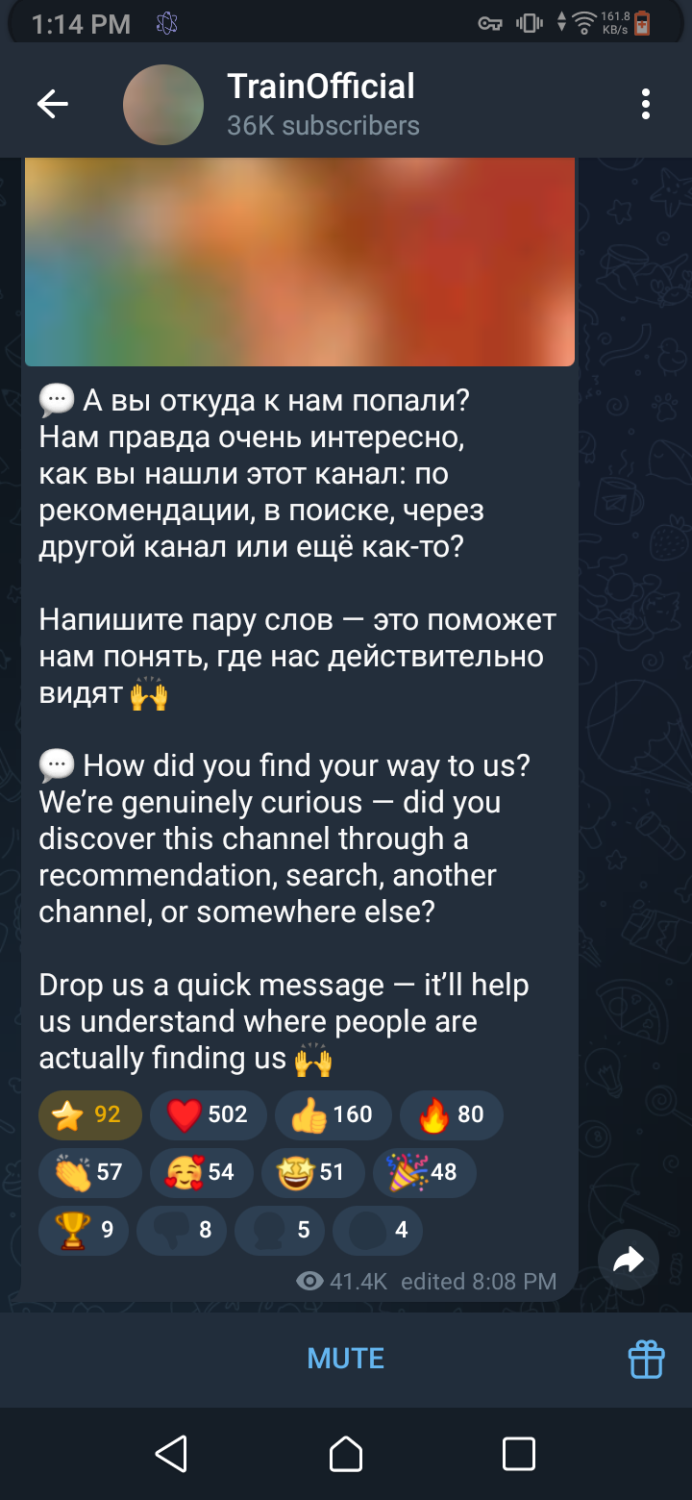 1:14 PM
161.8
KB/s
TrainOfficial
36K subscribers
💬 А вы откуда к нам попали?
Нам правда очень интересно,
как вы нашли этот канал: по
рекомендации, в поиске, через
другой канал или ещё как-то?
Напишите пару слов — это поможет
нам понять, где нас действительно
видят 🙌
💬 How did you find your way to us?
We’re genuinely curious — did you
discover this channel through a
recommendation, search, another
channel, or somewhere else?
Drop us a quick message — it’ll help
us understand where people are
actually finding us 🙌
⭐ 92 ❤️ 502 👍 160 🔥 80
👏 57 🥰 54 🤩 51 🎉 48
🏆 9 8 5 4
41.4K edited 8:08 PM
MUTE